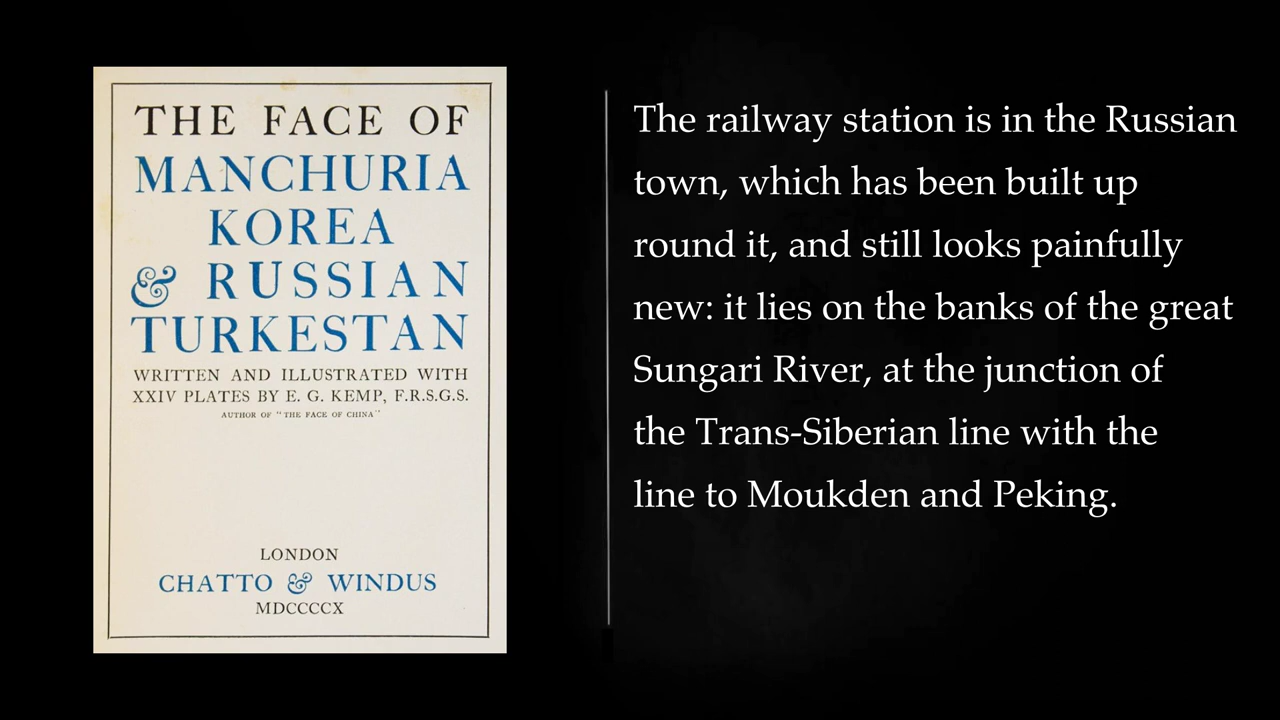 THE FACE OF
MANCHURIA
KOREA
& RUSSIAN
TURKESTAN
WRITTEN AND ILLUSTRATED WITH
XXIV PLATES BY E. G. KEMP, F.R.S.G.S.
AUTHOR OF "THE FACE OF CHINA"
LONDON
CHATTO & WINDUS
MDCCCCX
The railway station is in the Russian
town, which has been built up
round it, and still looks painfully
new: it lies on the banks of the great
Sungari River, at the junction of
the Trans-Siberian line with the
line to Moukden and Peking.